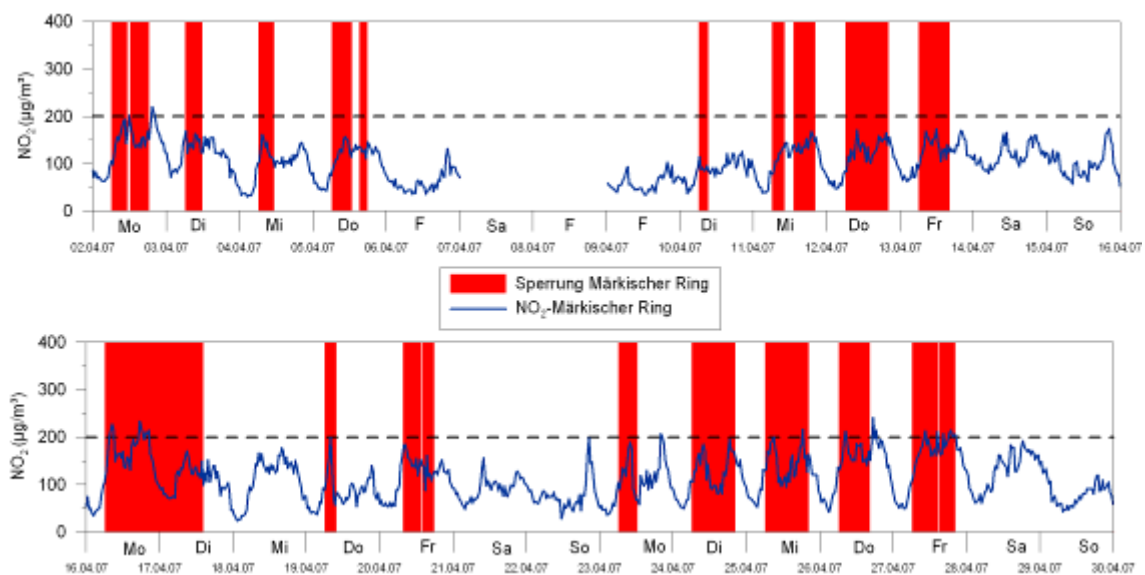 400
300
200
100
0
NO₂ (µg/m³)
Mo Di Mi Do F Sa F F Di Mi Do Fr Sa So
02.04.07 03.04.07 04.04.07 05.04.07 06.04.07 07.04.07 08.04.07 09.04.07 10.04.07 11.04.07 12.04.07 13.04.07 14.04.07 15.04.07 16.04.07
Sperrung Märkischer Ring
NO₂-Märkischer Ring
400
300
200
100
0
NO₂ (µg/m³)
Mo Di Mi Do Fr Sa So Mo Di Mi Do Fr Sa So
16.04.07 17.04.07 18.04.07 19.04.07 20.04.07 21.04.07 22.04.07 23.04.07 24.04.07 25.04.07 26.04.07 27.04.07 28.04.07 29.04.07 30.04.07